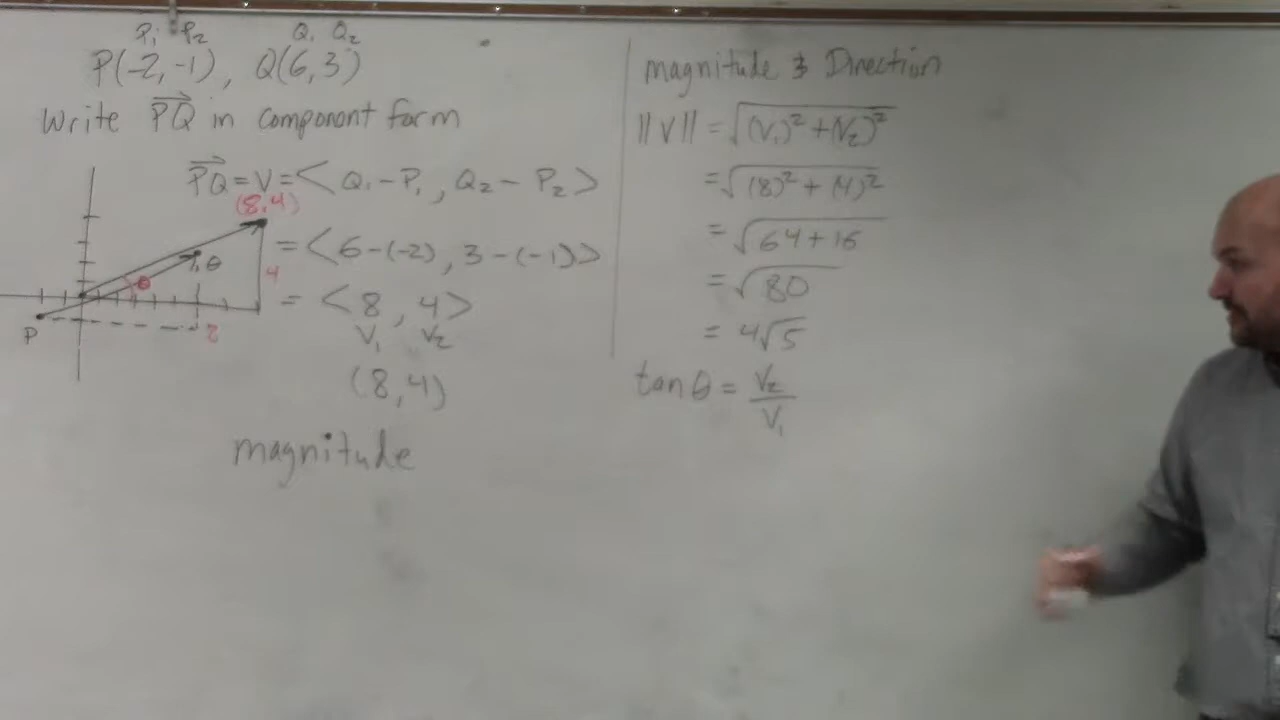 P₁ P₂ Q₁ Q₂
P(-2,-1), Q(6,3)
Write PQ in component form
PQ = V = <Q₁-P₁, Q₂-P₂>
(8,4)
= <6-(-2), 3-(-1)>
θ
θ
4
= <8, 4>
P
8
V₁ V₂
(8,4)
magnitude
magnitude & Direction
||V|| = √(V₁)²+(V₂)²
= √(8)²+(4)²
= √64+16
= √80
= 4√5
tan θ = V₂/V₁